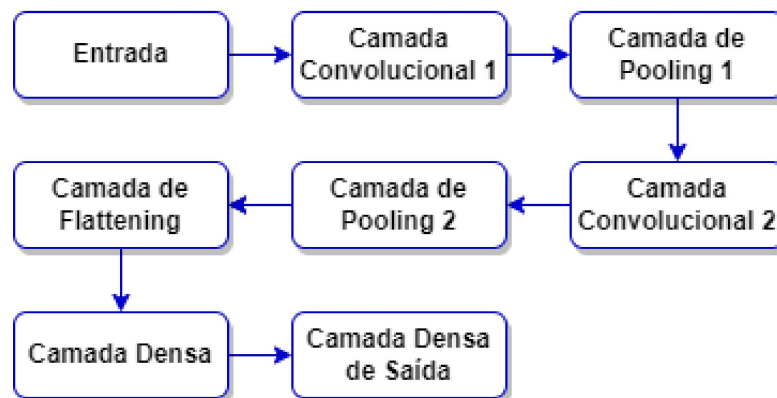 Entrada
Camada
Convolucional 1
Camada de
Pooling 1
Camada
Convolucional 2
Camada de
Pooling 2
Camada de
Flattening
Camada Densa
Camada Densa
de Saída